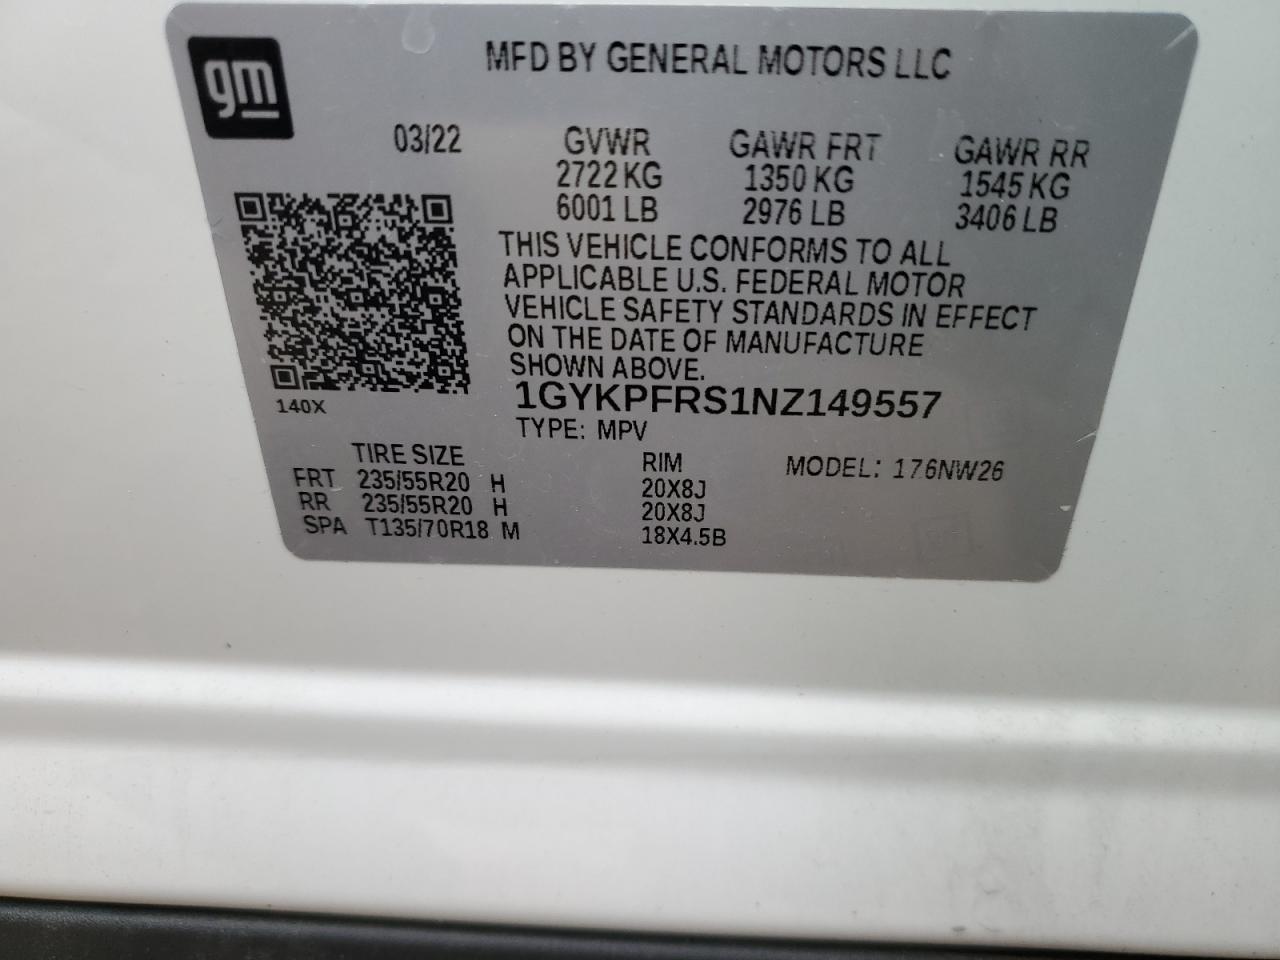 gm
MFD BY GENERAL MOTORS LLC
03/22 GVWR GAWR FRT GAWR RR
2722 KG 1350 KG 1545 KG
6001 LB 2976 LB 3406 LB
THIS VEHICLE CONFORMS TO ALL
APPLICABLE U.S. FEDERAL MOTOR
VEHICLE SAFETY STANDARDS IN EFFECT
ON THE DATE OF MANUFACTURE
SHOWN ABOVE.
1GYKPFRS1NZ149557
140X
TYPE: MPV
TIRE SIZE RIM MODEL: 176NW26
FRT 235/55R20 H 20X8J
RR 235/55R20 H 20X8J
SPA T135/70R18 M 18X4.5B